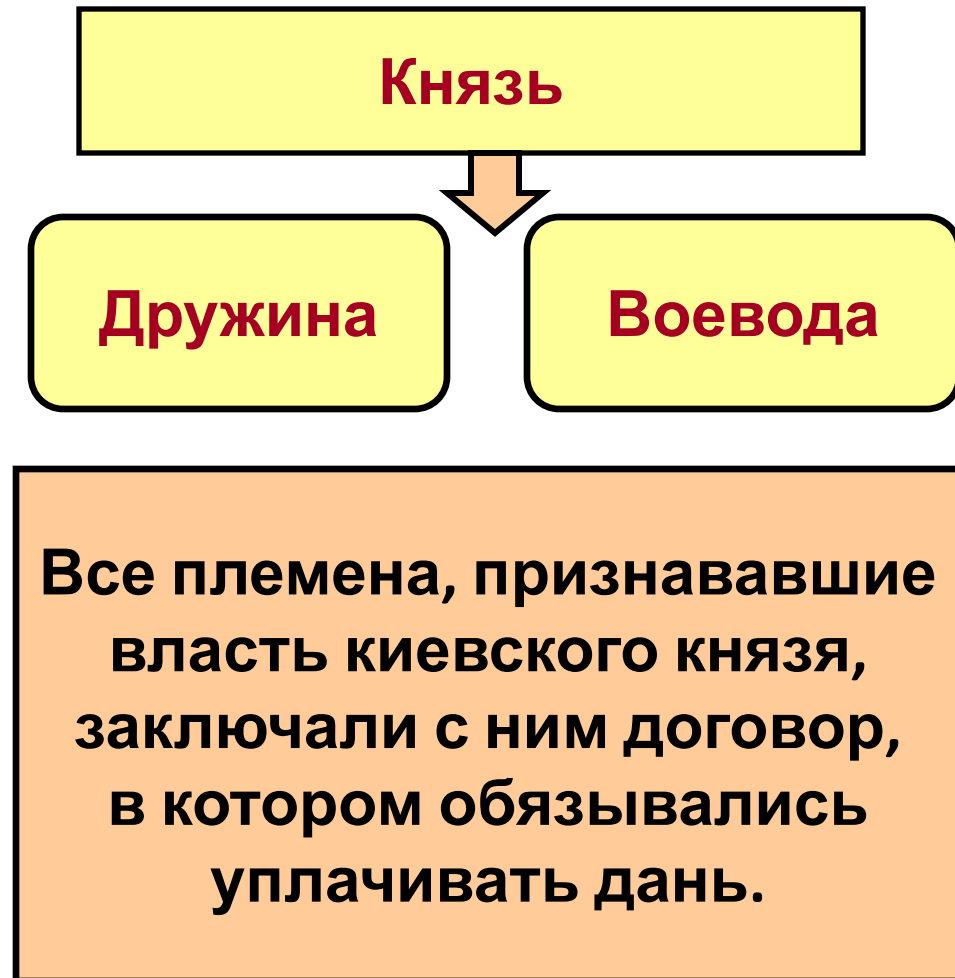 Князь
Дружина
Воевода
Все племена, признававшие
власть киевского князя,
заключали с ним договор,
в котором обязывались
уплачивать дань.